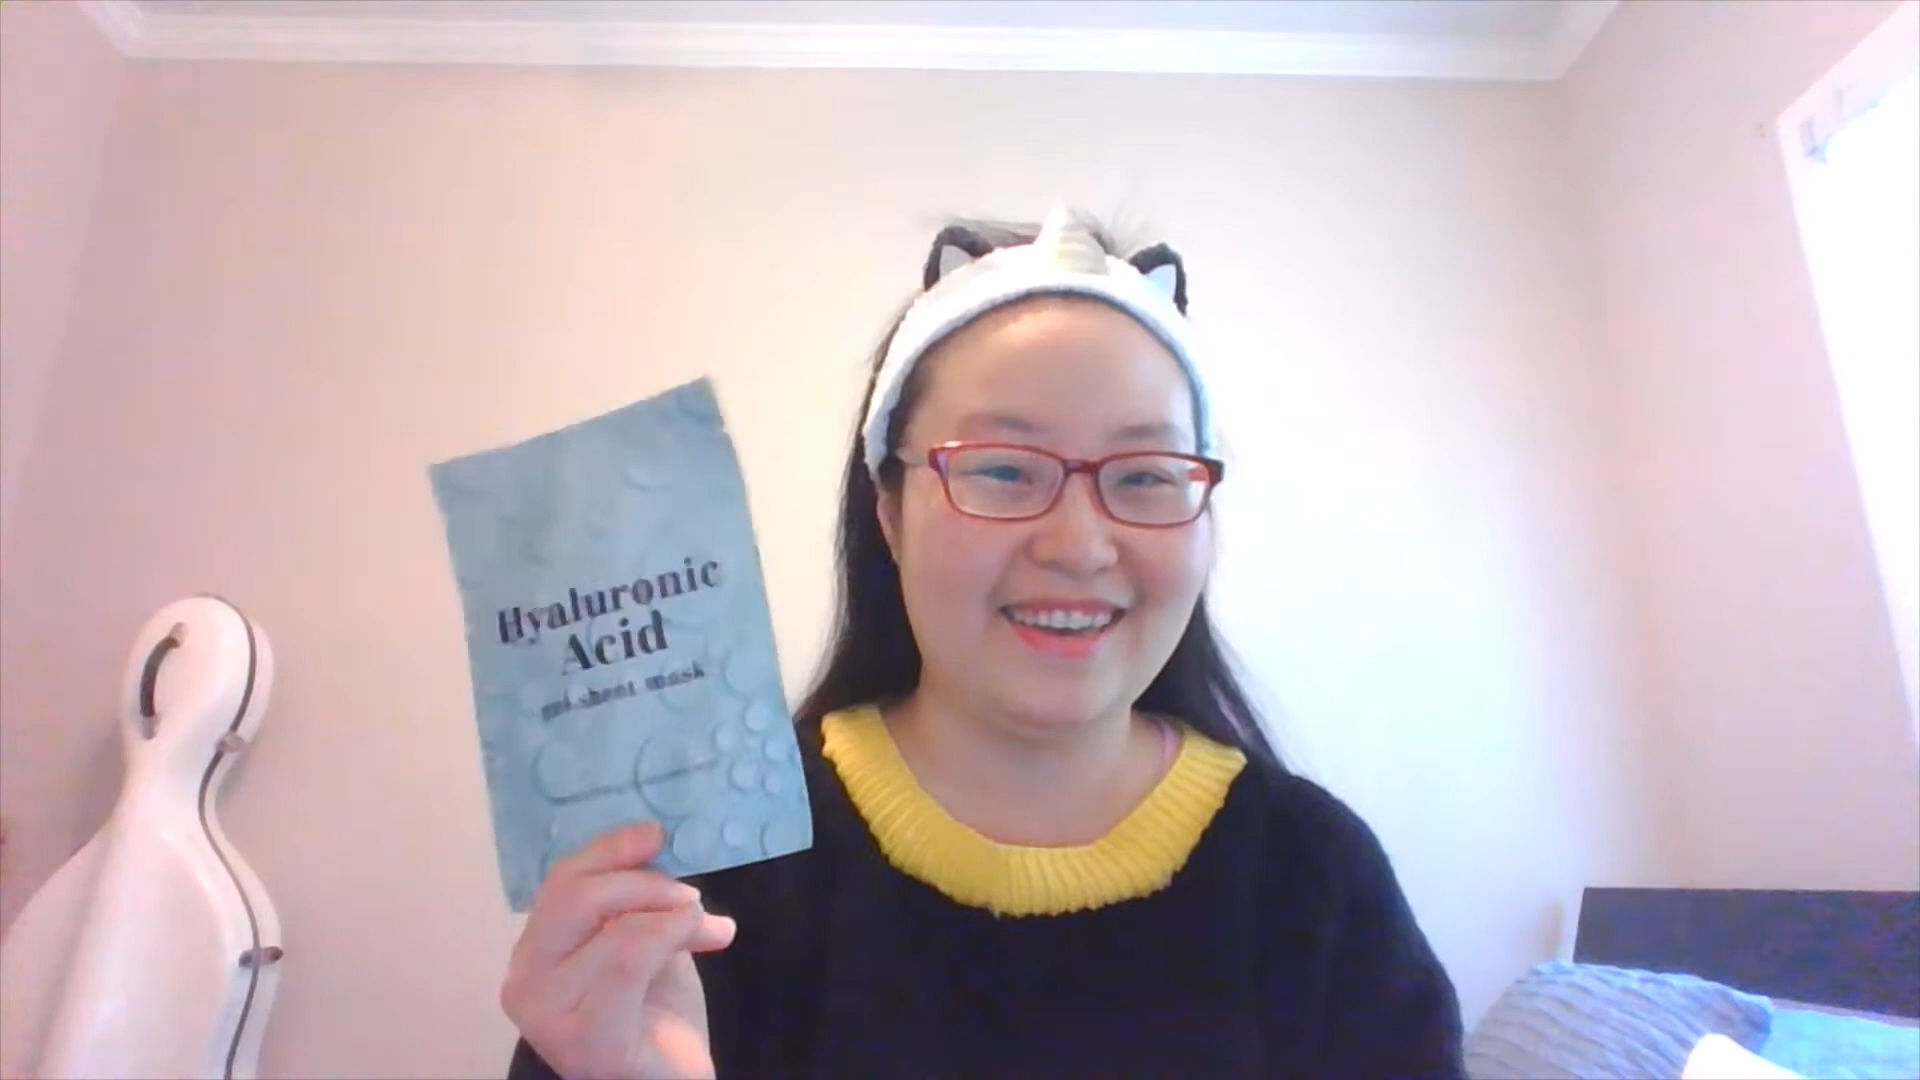 Hyaluronic
Acid
gel sheet mask